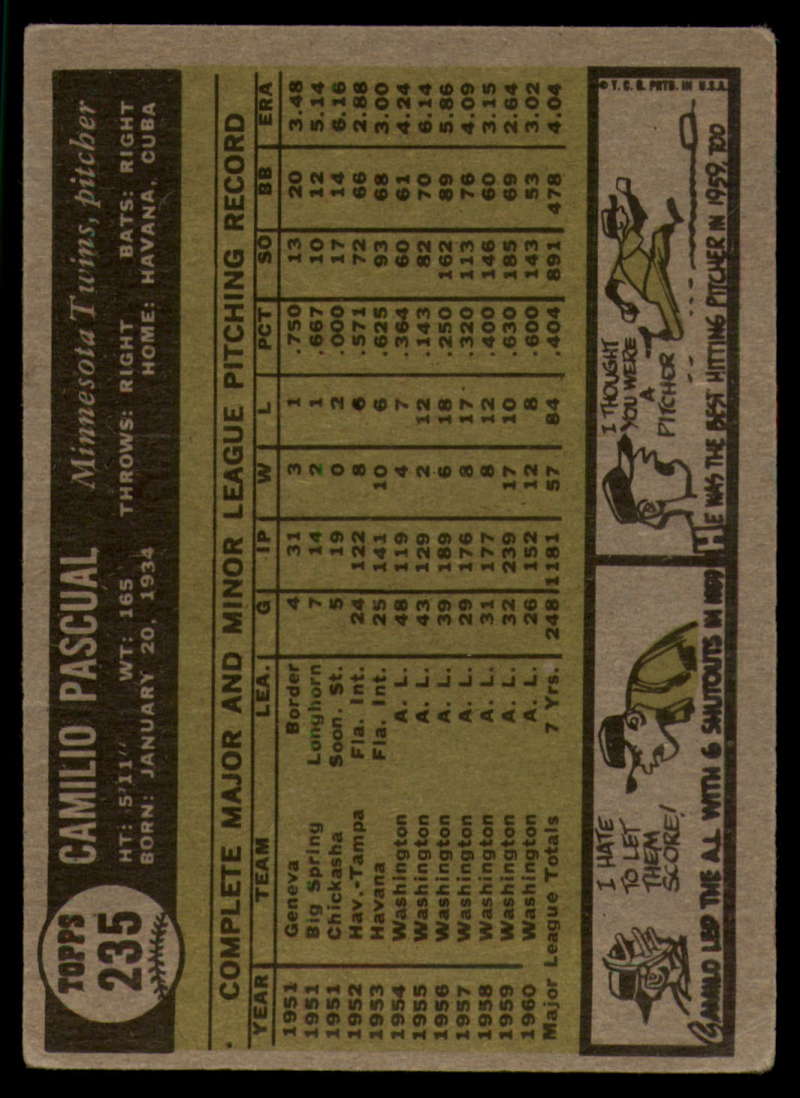 TOPPS
235
CAMILIO PASCUAL Minnesota Twins, pitcher
HT: 5'11" WT: 165 THROWS: RIGHT BATS: RIGHT
BORN: JANUARY 20, 1934 HOME: HAVANA, CUBA
COMPLETE MAJOR AND MINOR LEAGUE PITCHING RECORD
YEAR TEAM LEA. G IP W L PCT SO BB ERA
1951 Geneva Border 4 31 3 1 .750 13 20 3.48
1951 Big Spring Longhorn 7 14 2 1 .667 10 12 5.14
1951 Chickasha Soon. St. 5 19 0 2 .000 17 14 6.16
1952 Hav.-Tampa Fla. Int. 24 122 8 6 .571 72 66 2.88
1953 Havana Fla. Int. 25 141 10 6 .625 93 68 3.00
1954 Washington A. L. 48 119 4 7 .364 60 61 4.24
1955 Washington A. L. 43 129 2 12 .143 82 70 6.14
1956 Washington A. L. 39 189 6 18 .250 162 89 5.86
1957 Washington A. L. 29 176 8 17 .320 113 76 4.09
1958 Washington A. L. 31 177 8 12 .400 146 60 3.15
1959 Washington A. L. 32 239 17 10 .630 185 69 2.64
1960 Washington A. L. 26 152 12 8 .600 143 53 3.02
Major League Totals 7 Yrs. 248 1181 57 84 .404 891 478 4.04
I HATE
TO LET
THEM
SCORE!
CAMILO LED THE A.L. WITH 6 SHUTOUTS IN 1959
I THOUGHT
YOU WERE
A
PITCHER
HE WAS THE BEST HITTING PITCHER IN 1959, TOO
© T. C. G. PRTD. IN U.S.A.